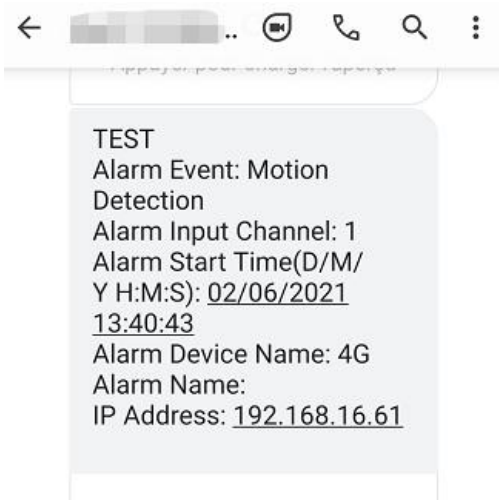 ..
TEST
Alarm Event: Motion
Detection
Alarm Input Channel: 1
Alarm Start Time(D/M/
Y H:M:S): 02/06/2021
13:40:43
Alarm Device Name: 4G
Alarm Name:
IP Address: 192.168.16.61